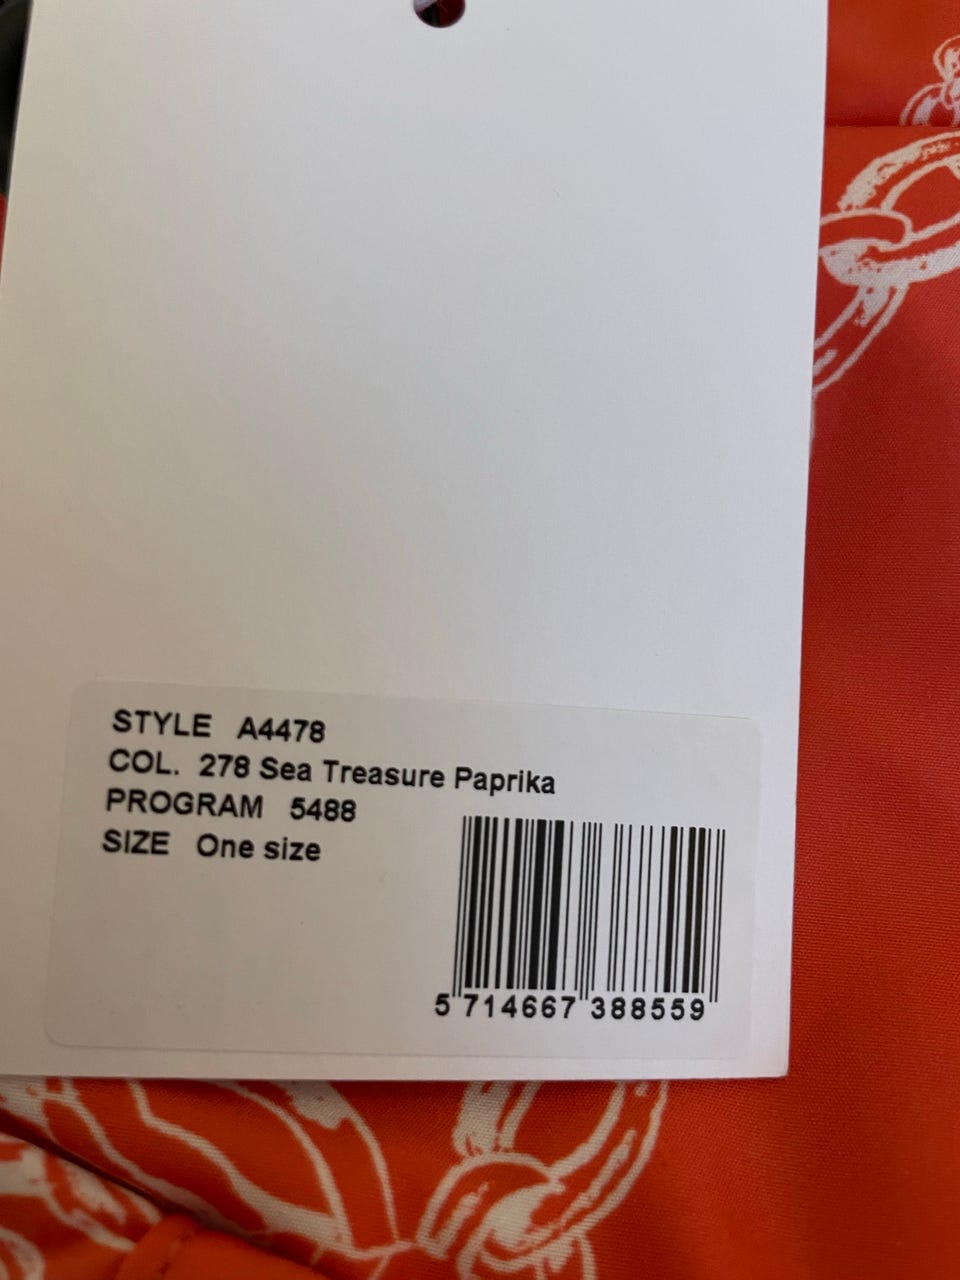 STYLE A4478
COL. 278 Sea Treasure Paprika
PROGRAM 5488
SIZE One size
5 714667 388559